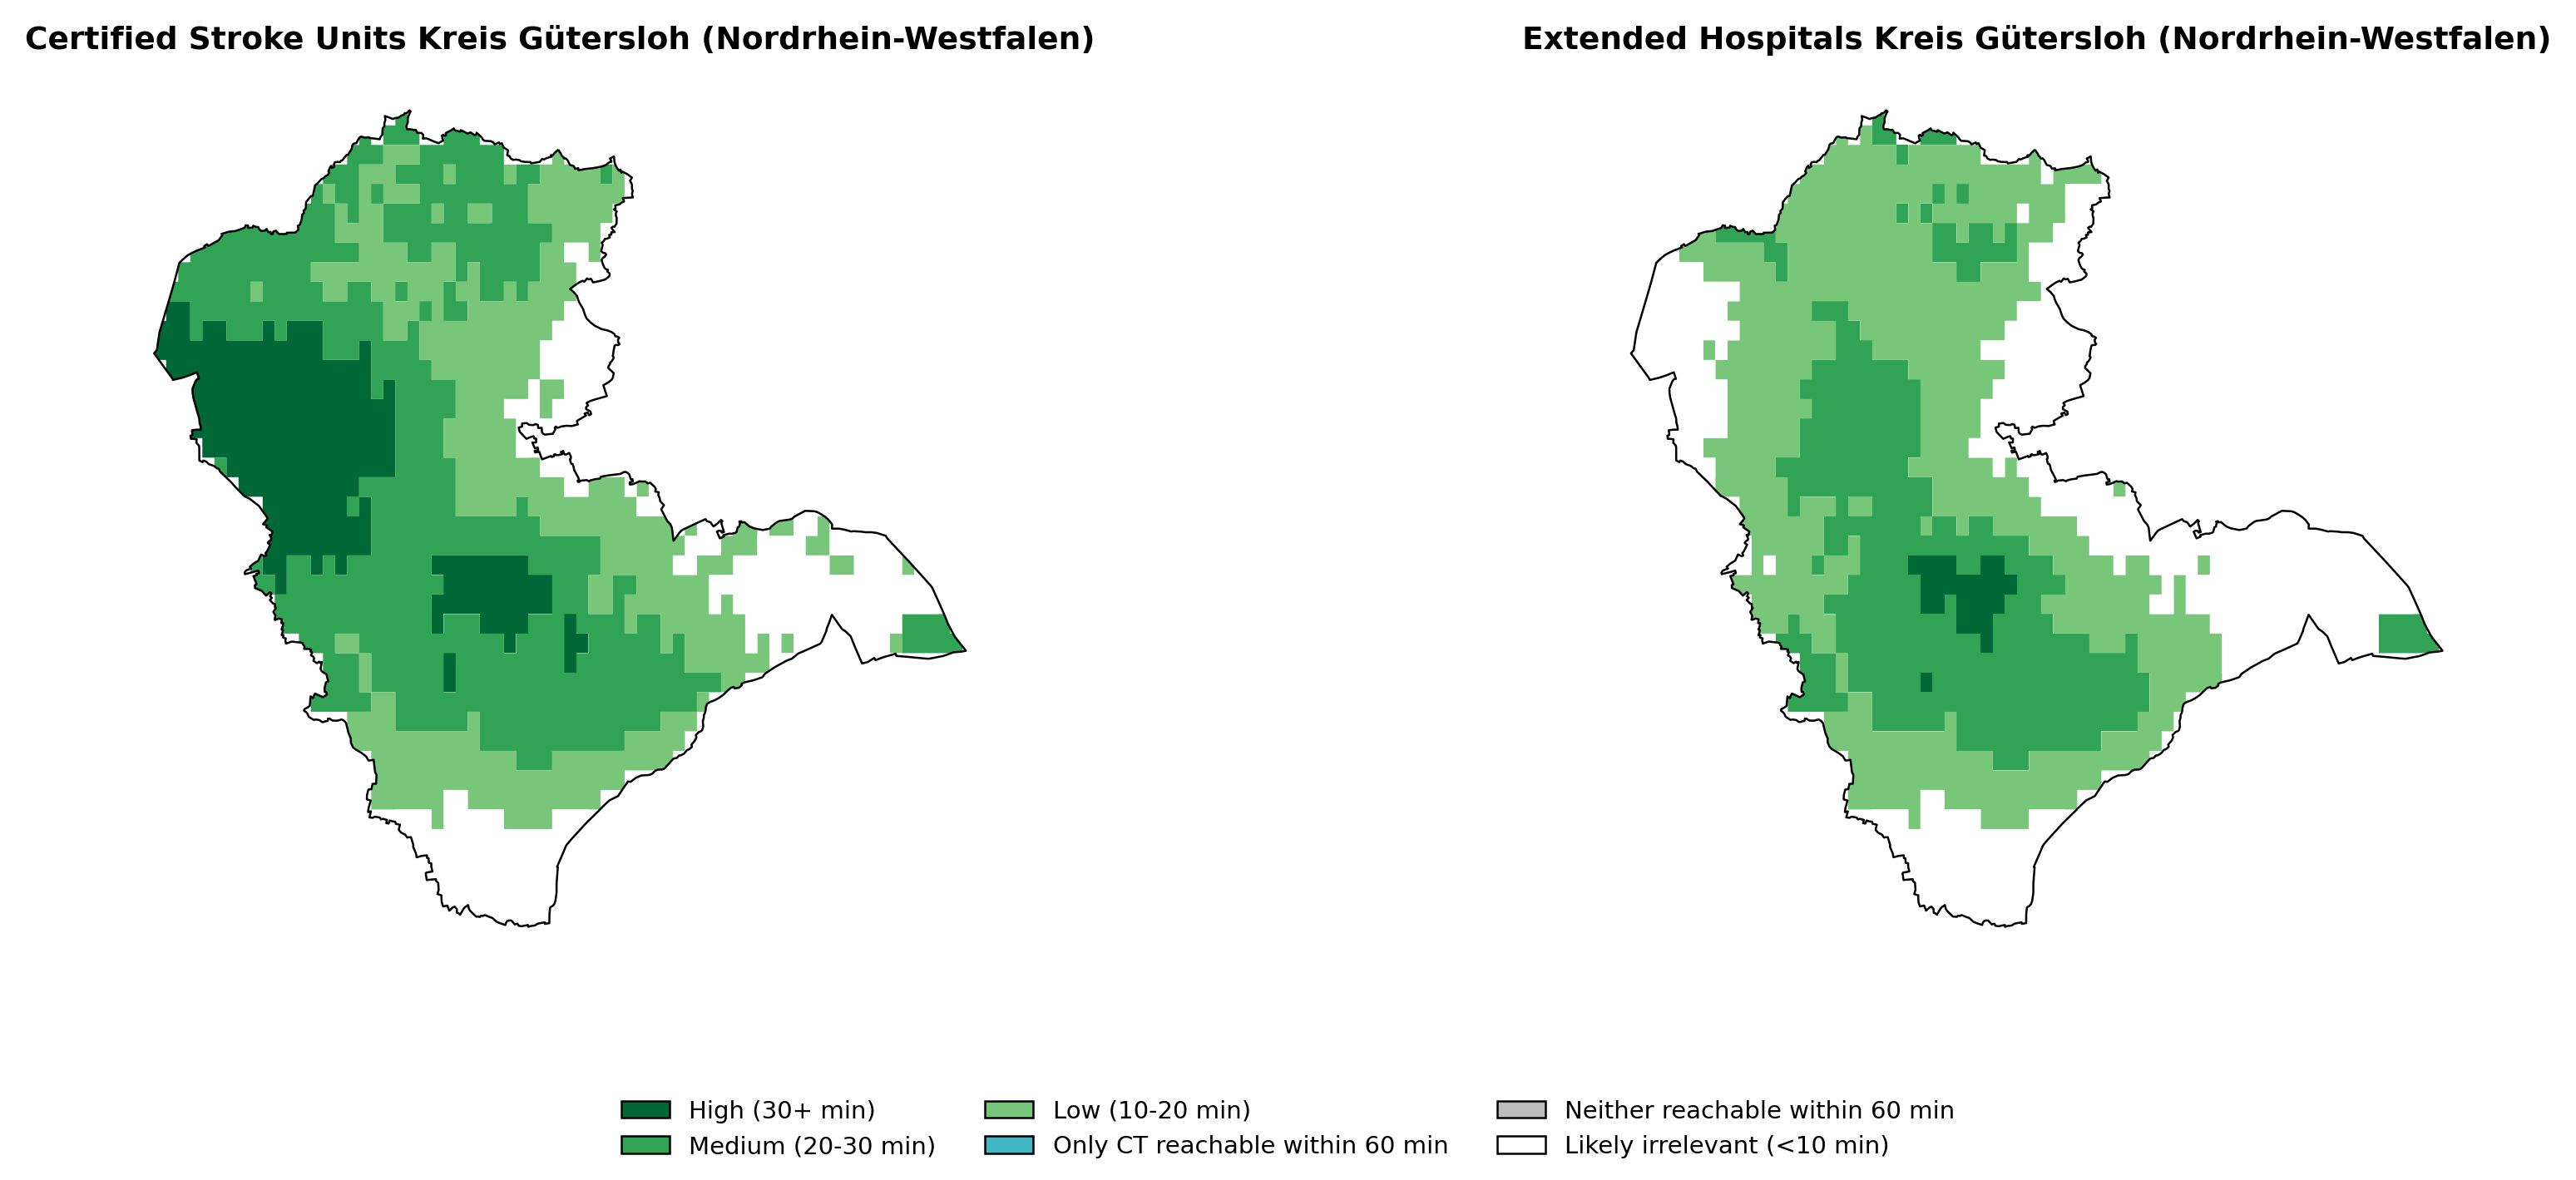 Certified Stroke Units Kreis Gütersloh (Nordrhein-Westfalen)
Extended Hospitals Kreis Gütersloh (Nordrhein-Westfalen)
High (30+ min)
Medium (20-30 min)
Low (10-20 min)
Only CT reachable within 60 min
Neither reachable within 60 min
Likely irrelevant (<10 min)